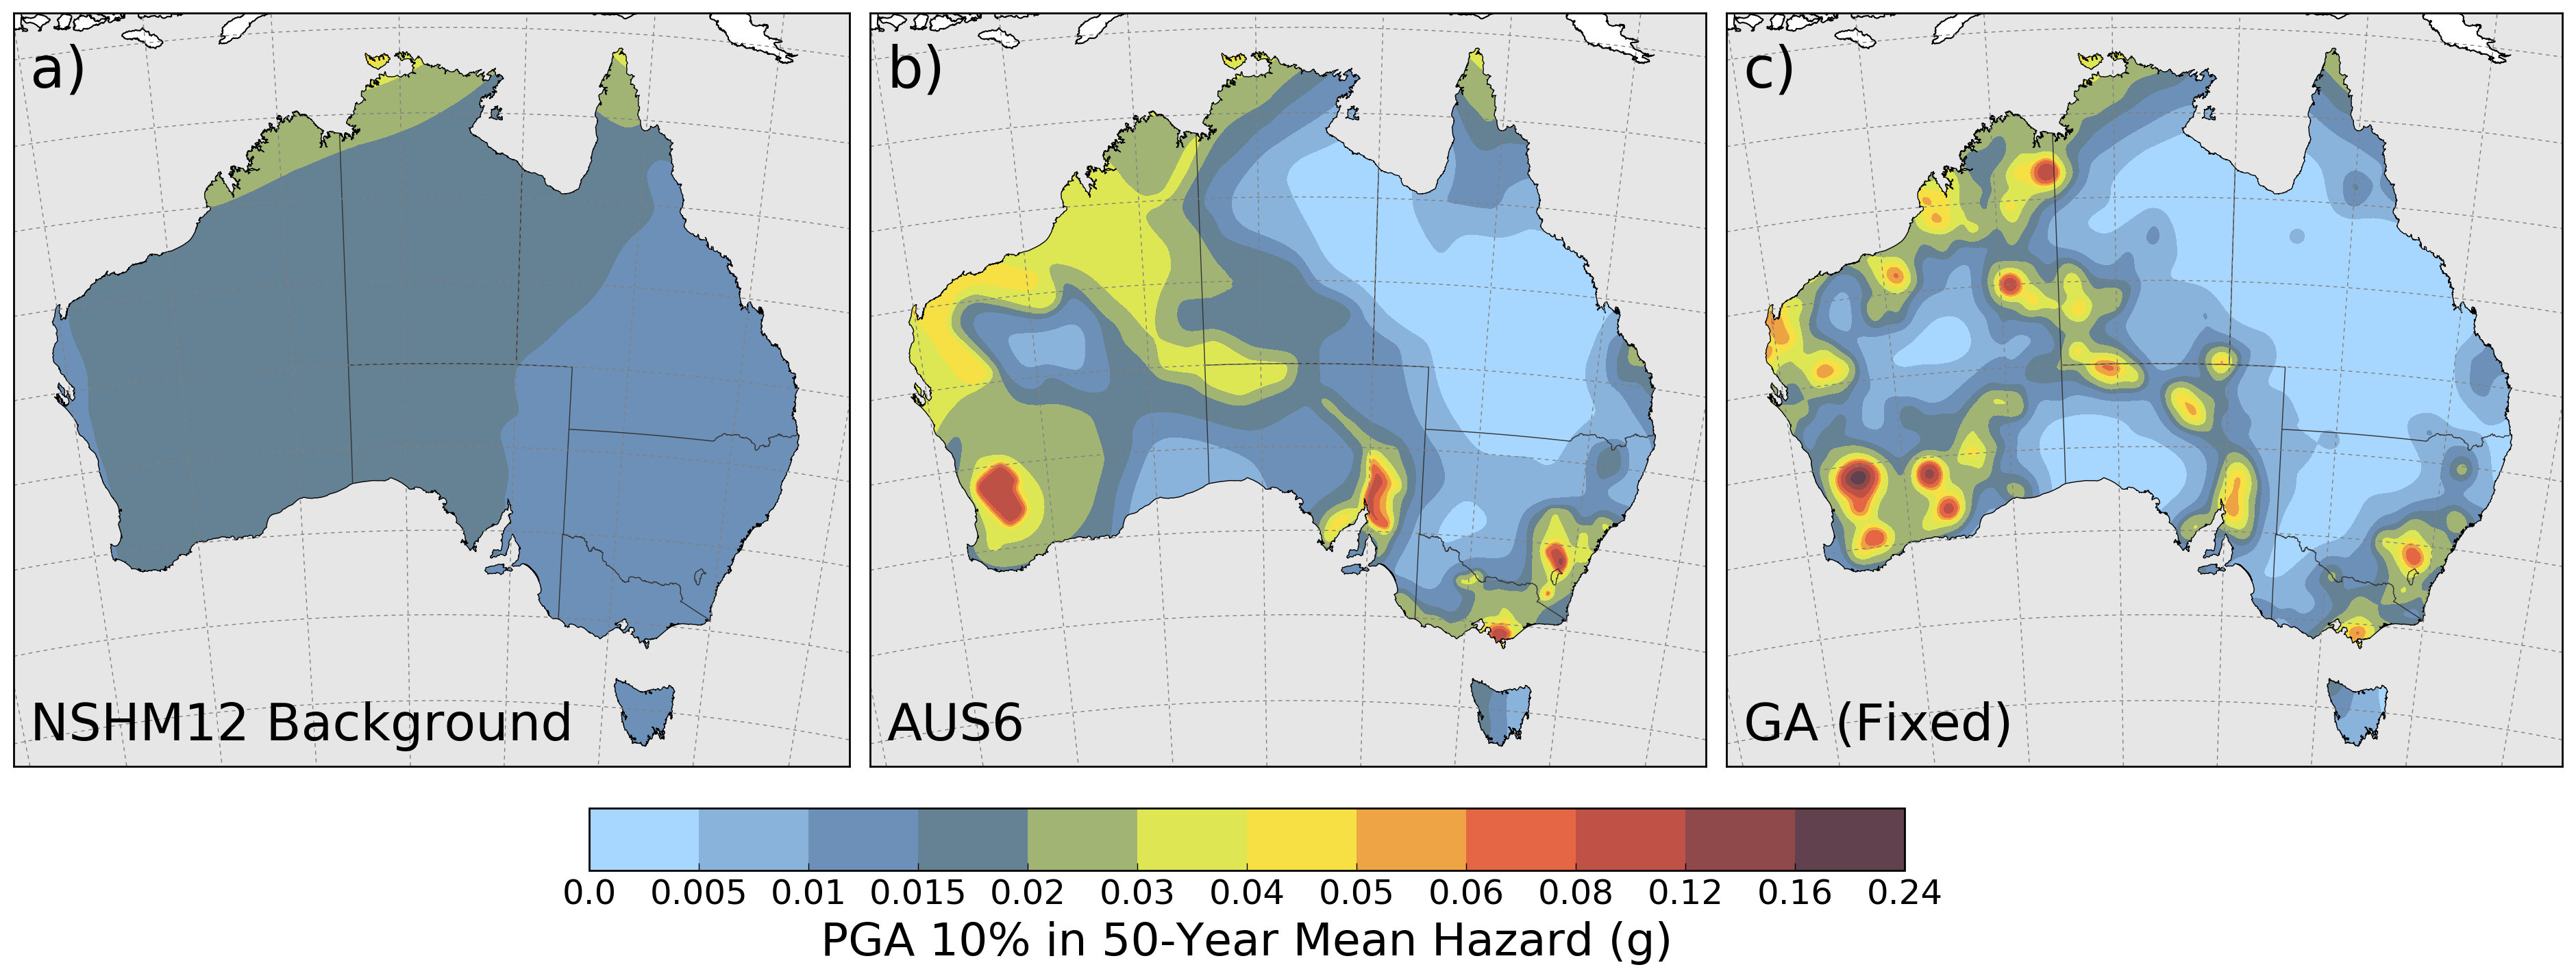 a)
b)
c)
NSHM12 Background
AUS6
GA (Fixed)
0.0 0.005 0.01 0.015 0.02 0.03 0.04 0.05 0.06 0.08 0.12 0.16 0.24
PGA 10% in 50-Year Mean Hazard (g)